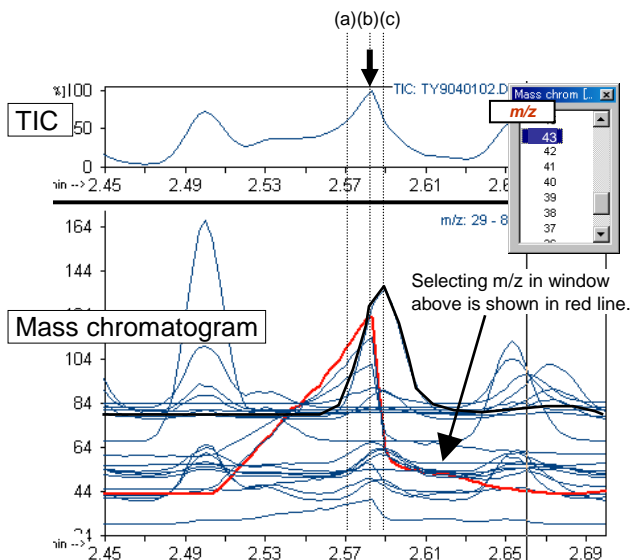 (a)(b)(c)
%]100
50
0
TIC: TY9040102.D
TIC
Mass chrom [..
m/z
43
42
41
40
39
38
37
min --> 2.45 2.49 2.53 2.57 2.61 2.6
m/z: 29 - 8
164
144
104
84
64
44
Mass chromatogram
Selecting m/z in window
above is shown in red line.
min --> 2.45 2.49 2.53 2.57 2.61 2.65 2.69